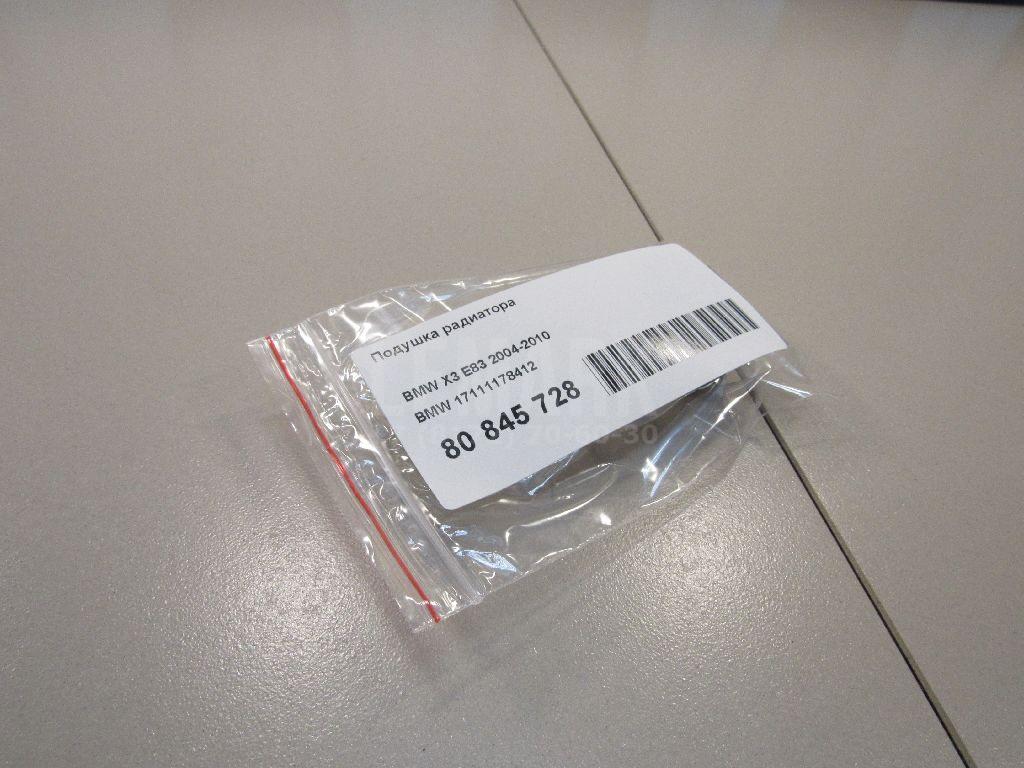 Подушка радиатора
BMW X3 E83 2004-2010
BMW 17111178412
80 845 728